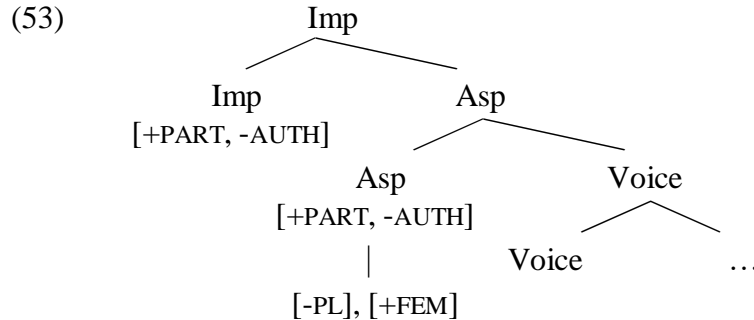 (53) Imp
Imp Asp
[+PART, -AUTH]
Asp Voice
[+PART, -AUTH]
Voice …
[-PL], [+FEM]